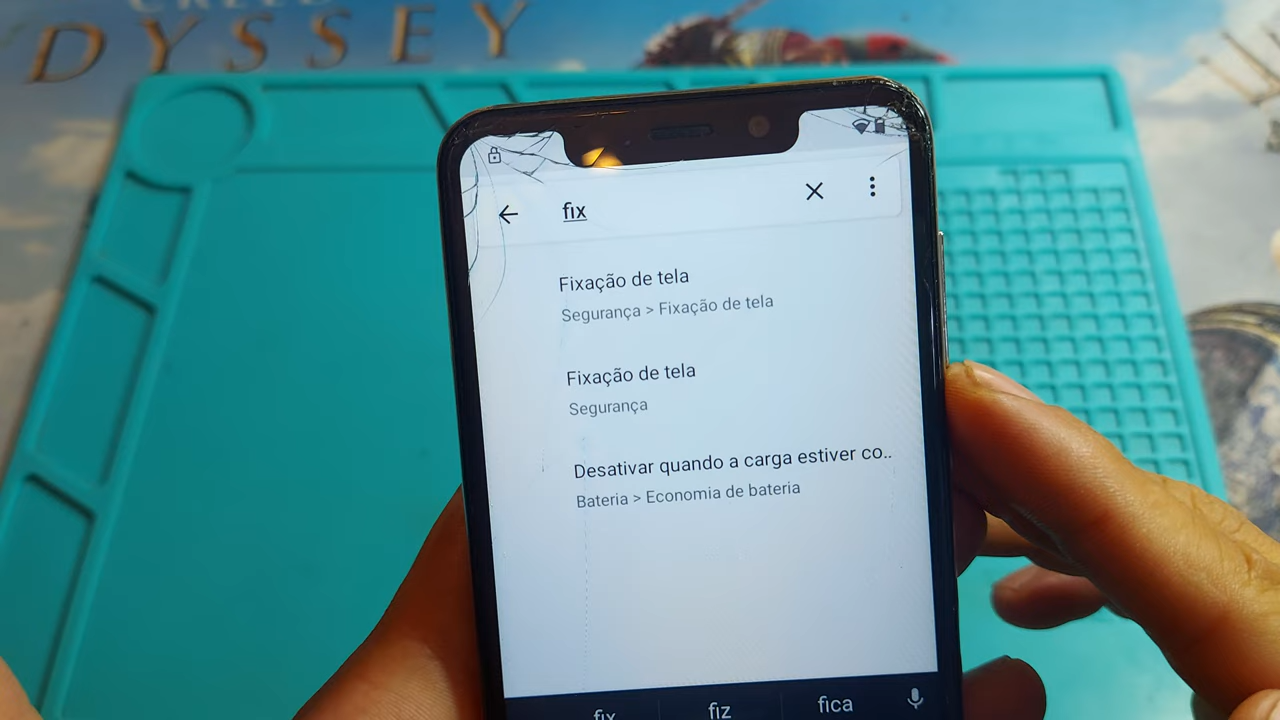 CREED
DYSSEY
fix
Fixação de tela
Segurança > Fixação de tela
Fixação de tela
Segurança
Desativar quando a carga estiver co..
Bateria > Economia de bateria
fix fiz fica